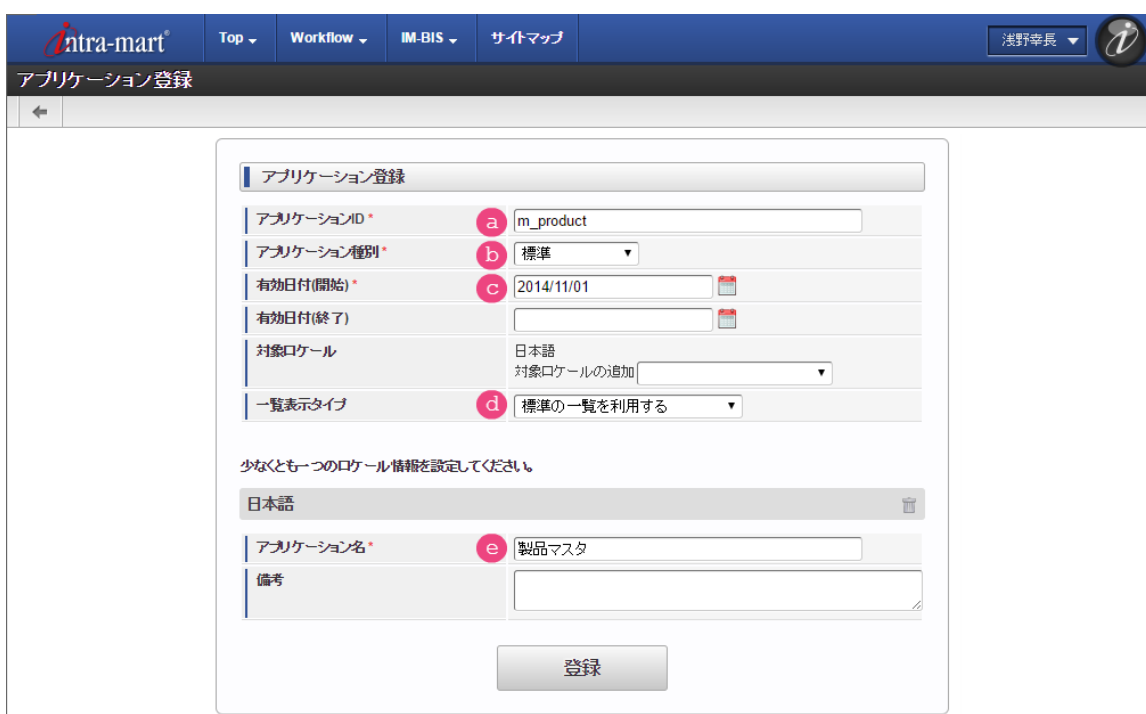 intra-mart® Top Workflow IM-BIS サイトマップ 浅野幸長
アプリケーション登録
アプリケーション登録
アプリケーションID * a m_product
アプリケーション種別 * b 標準
有効日付(開始) * c 2014/11/01
有効日付(終了)
対象ロケール 日本語
対象ロケールの追加
一覧表示タイプ d 標準の一覧を利用する
少なくとも一つのロケール情報を設定してください。
日本語
アプリケーション名 * e 製品マスタ
備考
登録